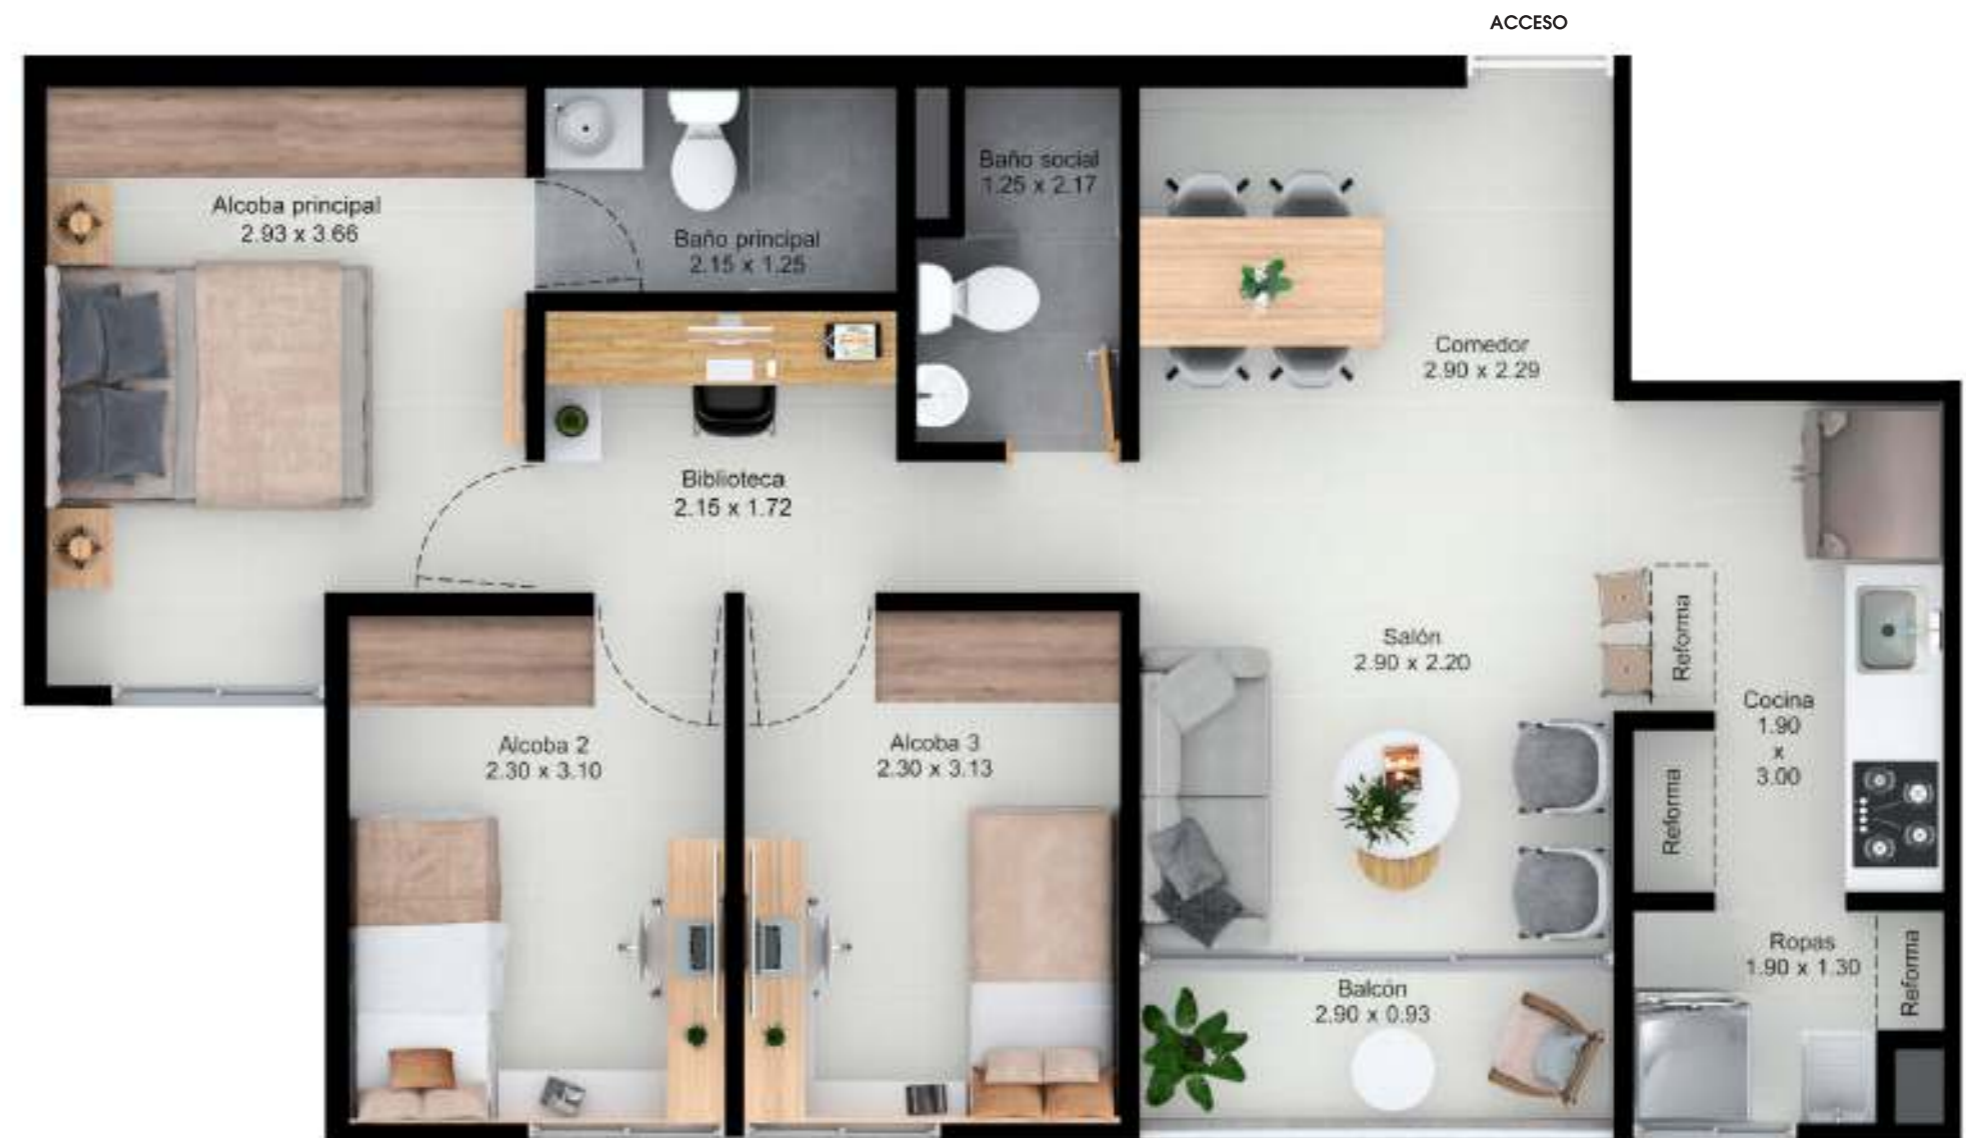 ACCESO
Alcoba principal
2.93 x 3.66
Baño principal
2.15 x 1.25
Baño social
1.25 x 2.17
Comedor
2.90 x 2.29
Biblioteca
2.15 x 1.72
Salón
2.90 x 2.20
Reforma
Cocina
1.90
x
3.00
Alcoba 2
2.30 x 3.10
Alcoba 3
2.30 x 3.13
Reforma
Ropas
1.90 x 1.30
Reforma
Balcón
2.90 x 0.93